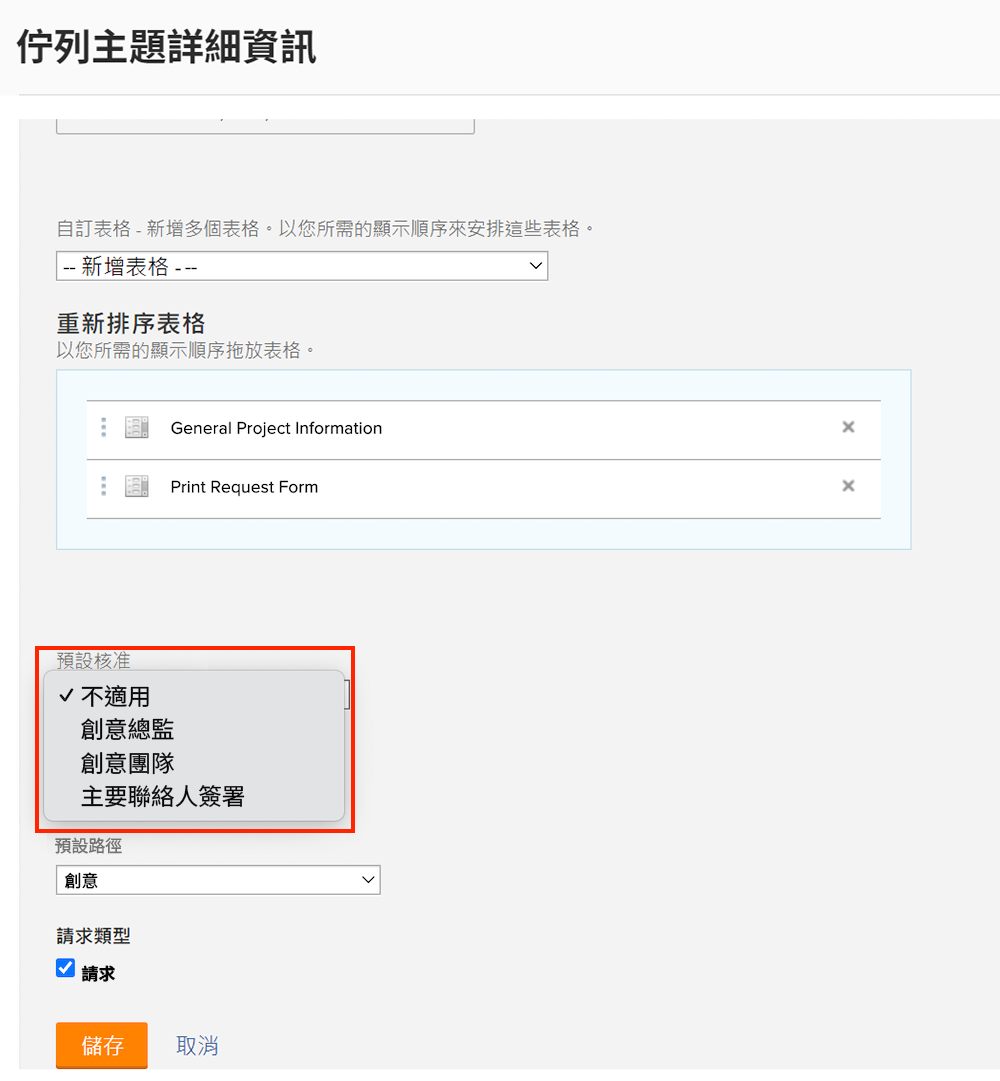 佇列主題詳細資訊
自訂表格 - 新增多個表格。以您所需的顯示順序來安排這些表格。
-- 新增表格 - --
重新排序表格
以您所需的顯示順序拖放表格。
General Project Information
Print Request Form
預設核准
不適用
創意總監
創意團隊
主要聯絡人簽署
預設路徑
創意
請求類型
請求
儲存 取消